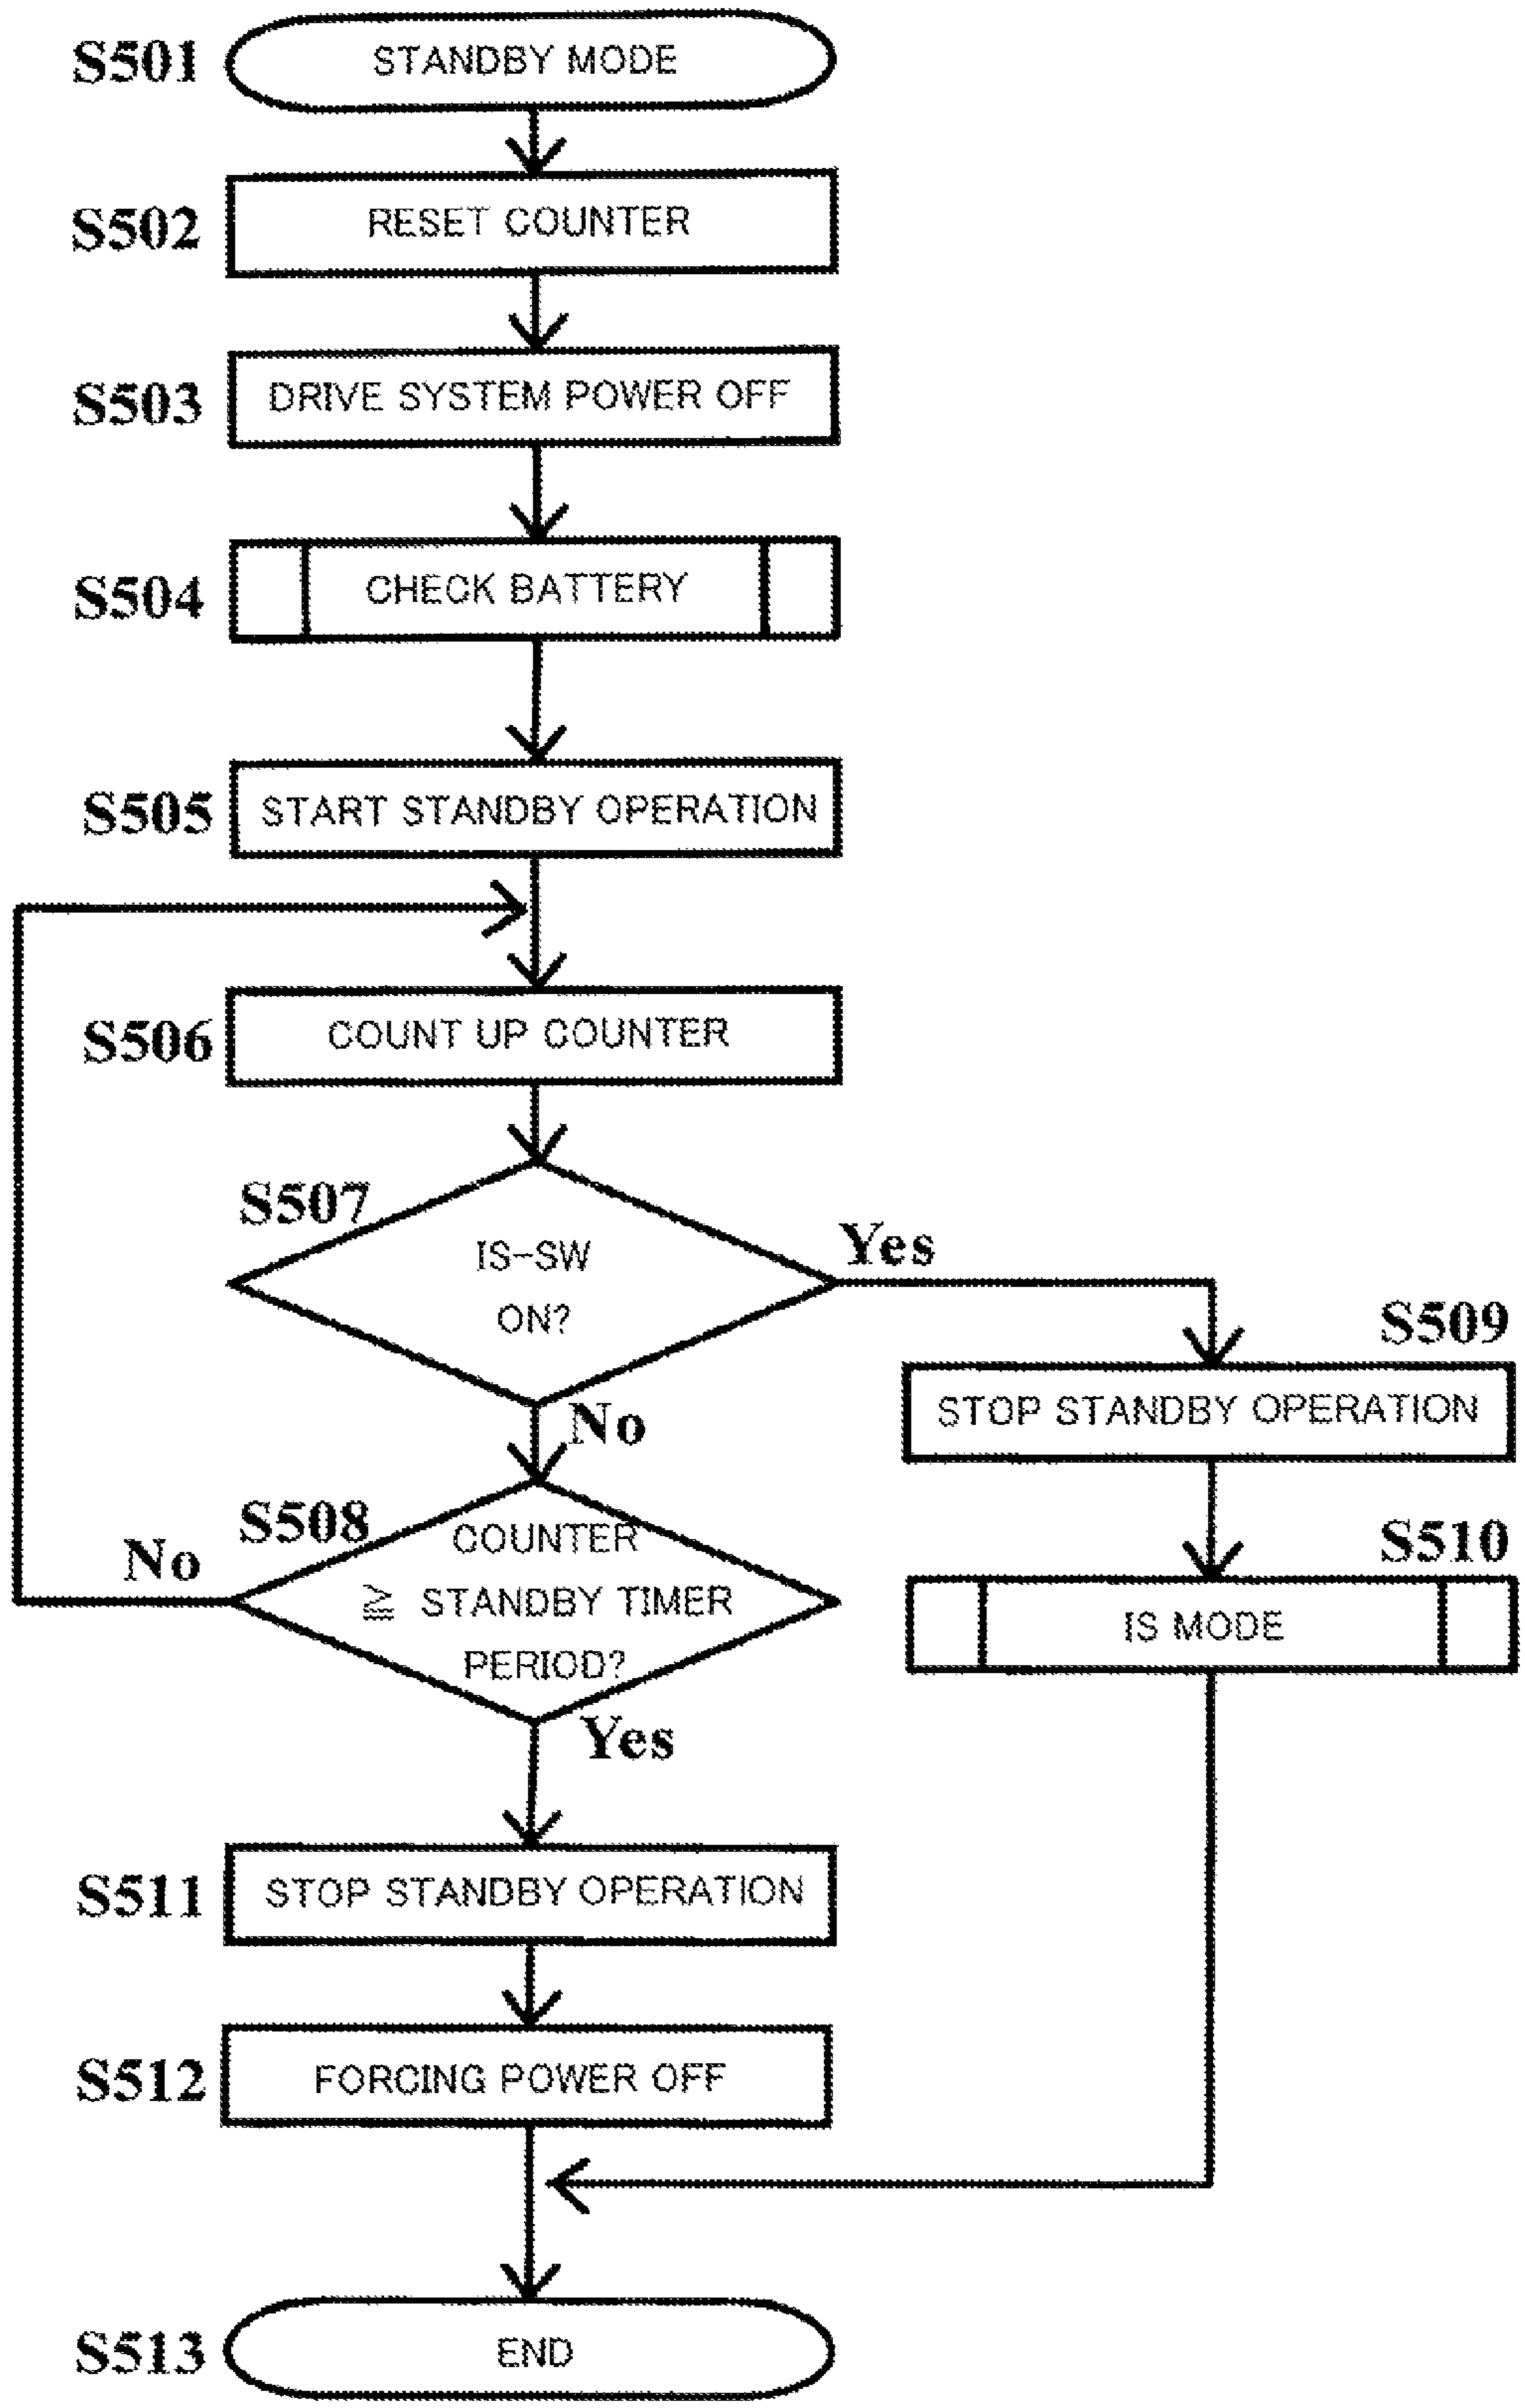 S501
STANDBY MODE
S502
RESET COUNTER
S503
DRIVE SYSTEM POWER OFF
S504
CHECK BATTERY
S505
START STANDBY OPERATION
S506
COUNT UP COUNTER
S507
IS-SW
ON?
Yes
No
S509
STOP STANDBY OPERATION
S510
IS MODE
S508
COUNTER
≧ STANDBY TIMER
PERIOD?
No
Yes
S511
STOP STANDBY OPERATION
S512
FORCING POWER OFF
S513
END